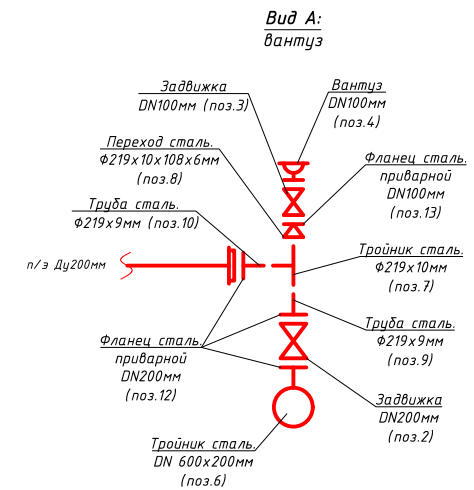 Вид А:
вантуз
Задвижка
DN100мм (поз.3)
Вантуз
DN100мм
(поз.4)
Переход сталь.
Ф219х10х108х6мм
(поз.8)
Фланец сталь.
приварной
DN100мм
(поз.13)
Труба сталь.
Ф219х9мм (поз.10)
п/э Ду200мм
Тройник сталь.
Ф219х10мм
(поз.7)
Труба сталь.
Ф219х9мм
(поз.9)
Фланец сталь.
приварной
DN200мм
(поз.12)
Задвижка
DN200мм
(поз.2)
Тройник сталь.
DN 600х200мм
(поз.6)